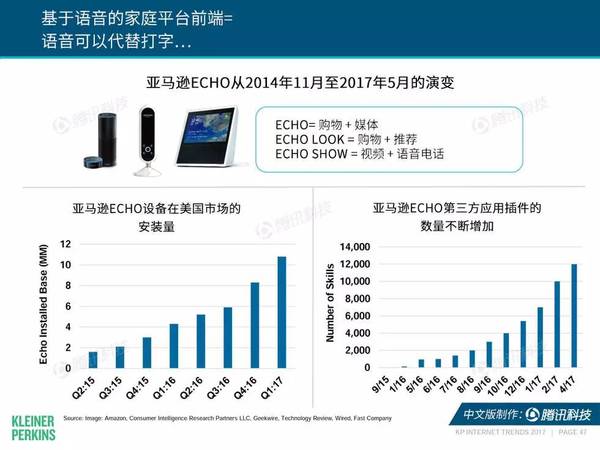 基于语音的家庭平台前端=
语音可以代替打字…
亚马逊ECHO从2014年11月至2017年5月的演变
ECHO= 购物 + 媒体
ECHO LOOK = 购物 + 推荐
ECHO SHOW = 视频 + 语音电话
亚马逊ECHO设备在美国市场的
安装量
Echo Installed Base (MM)
12
10
8
6
4
2
0
Q2:15
Q3:15
Q4:15
Q1:16
Q2:16
Q3:16
Q4:16
Q1:17
亚马逊ECHO第三方应用插件的
数量不断增加
Number of Skills
14,000
12,000
10,000
8,000
6,000
4,000
2,000
0
9/15
1/16
5/16
6/16
7/16
8/16
9/16
10/16
12/16
1/17
2/17
4/17
KLEINER
PERKINS
Source: Image: Amazon, Consumer Intelligence Research Partners LLC, Geekwire, Technology Review, Wired, Fast Company
中文版制作：腾讯科技
KP INTERNET TRENDS 2017 | PAGE 47
腾讯科技
腾讯科技
腾讯科技